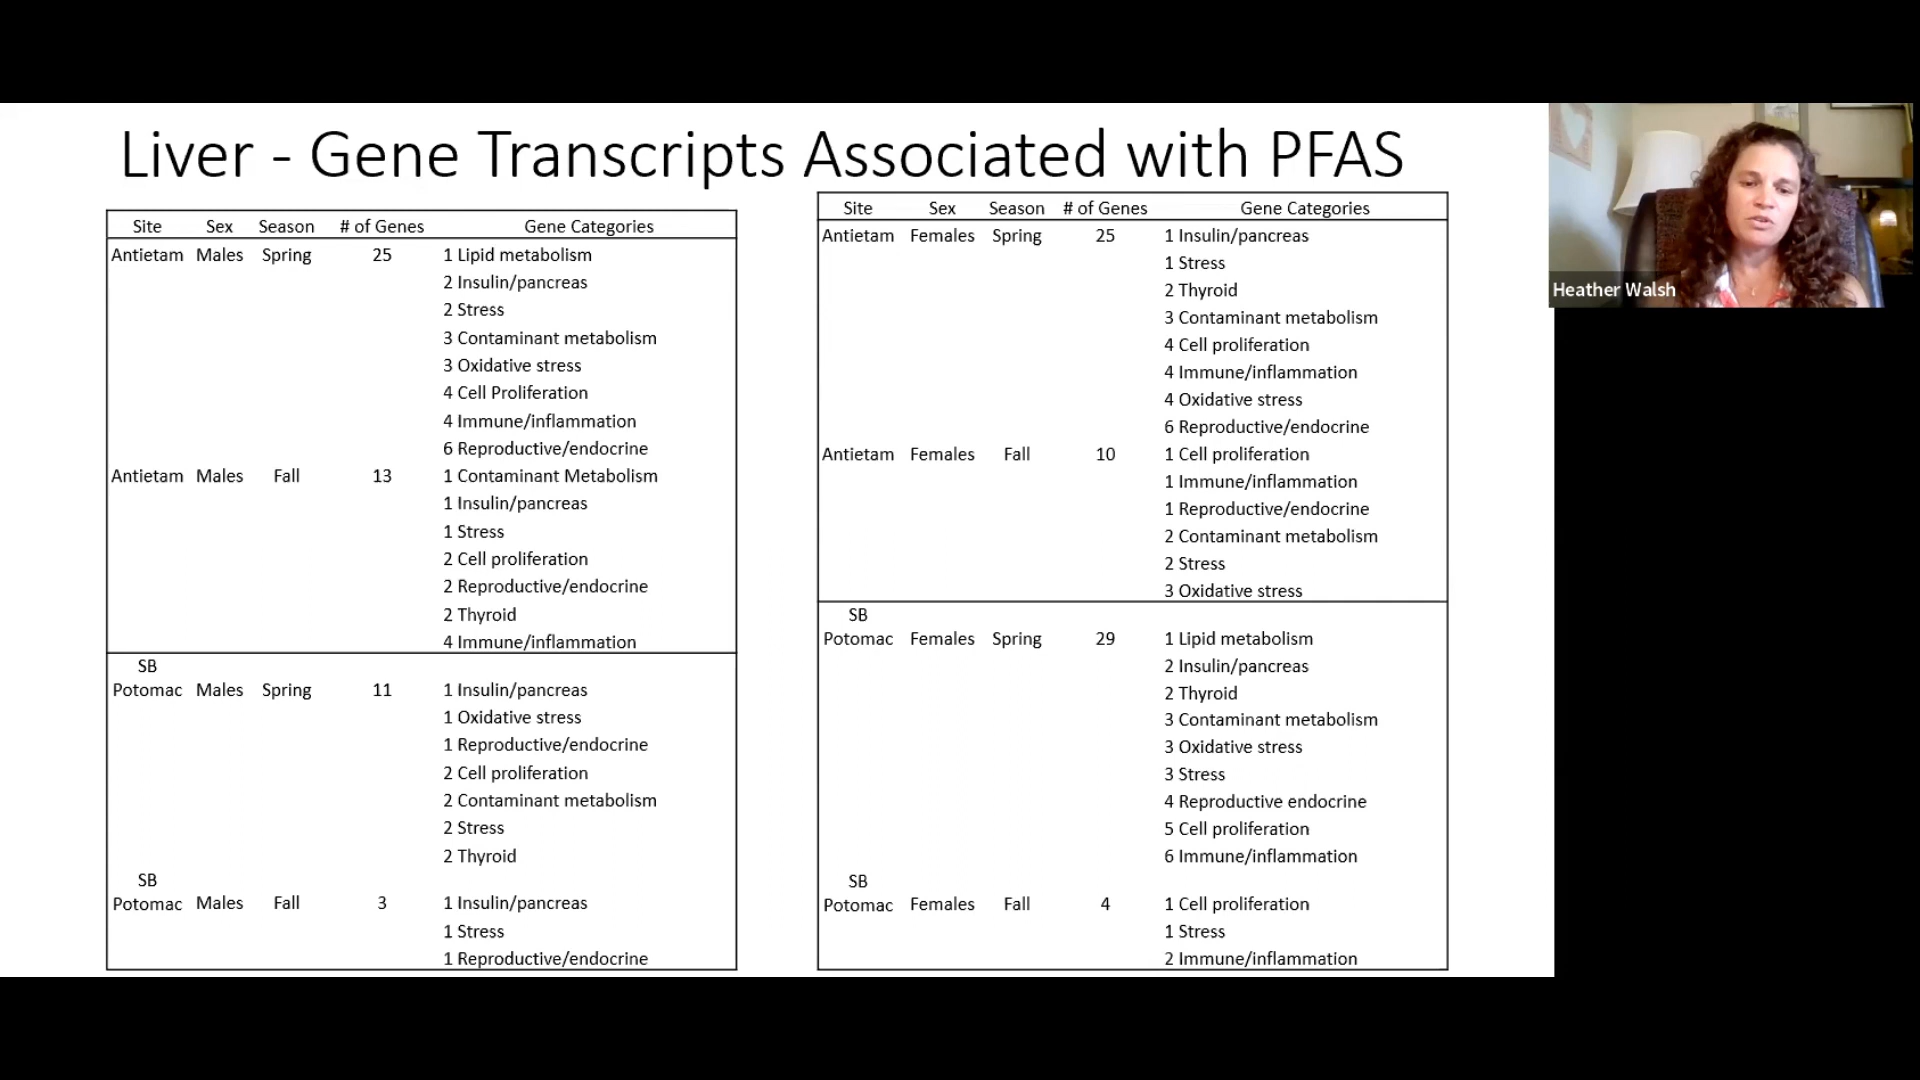 Liver - Gene Transcripts Associated with PFAS
Site Sex Season # of Genes Gene Categories
Antietam Males Spring 25 1 Lipid metabolism
2 Insulin/pancreas
2 Stress
3 Contaminant metabolism
3 Oxidative stress
4 Cell Proliferation
4 Immune/inflammation
6 Reproductive/endocrine
Antietam Males Fall 13 1 Contaminant Metabolism
1 Insulin/pancreas
1 Stress
2 Cell proliferation
2 Reproductive/endocrine
2 Thyroid
4 Immune/inflammation
SB
Potomac Males Spring 11 1 Insulin/pancreas
1 Oxidative stress
1 Reproductive/endocrine
2 Cell proliferation
2 Contaminant metabolism
2 Stress
2 Thyroid
SB
Potomac Males Fall 3 1 Insulin/pancreas
1 Stress
1 Reproductive/endocrine
Site Sex Season # of Genes Gene Categories
Antietam Females Spring 25 1 Insulin/pancreas
1 Stress
2 Thyroid
3 Contaminant metabolism
4 Cell proliferation
4 Immune/inflammation
4 Oxidative stress
6 Reproductive/endocrine
Antietam Females Fall 10 1 Cell proliferation
1 Immune/inflammation
1 Reproductive/endocrine
2 Contaminant metabolism
2 Stress
3 Oxidative stress
SB
Potomac Females Spring 29 1 Lipid metabolism
2 Insulin/pancreas
2 Thyroid
3 Contaminant metabolism
3 Oxidative stress
3 Stress
4 Reproductive endocrine
5 Cell proliferation
6 Immune/inflammation
SB
Potomac Females Fall 4 1 Cell proliferation
1 Stress
2 Immune/inflammation
Heather Walsh